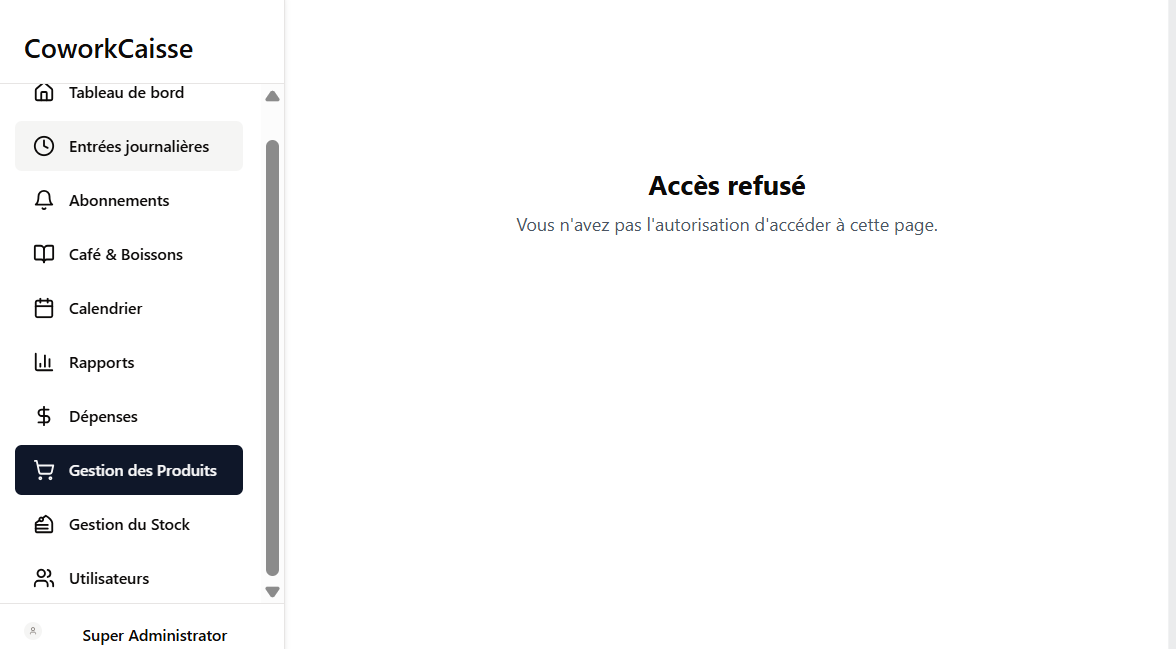 CoworkCaisse
Tableau de bord
Entrées journalières
Abonnements
Café & Boissons
Calendrier
Rapports
Dépenses
Gestion des Produits
Gestion du Stock
Utilisateurs
Super Administrator
Accès refusé
Vous n'avez pas l'autorisation d'accéder à cette page.